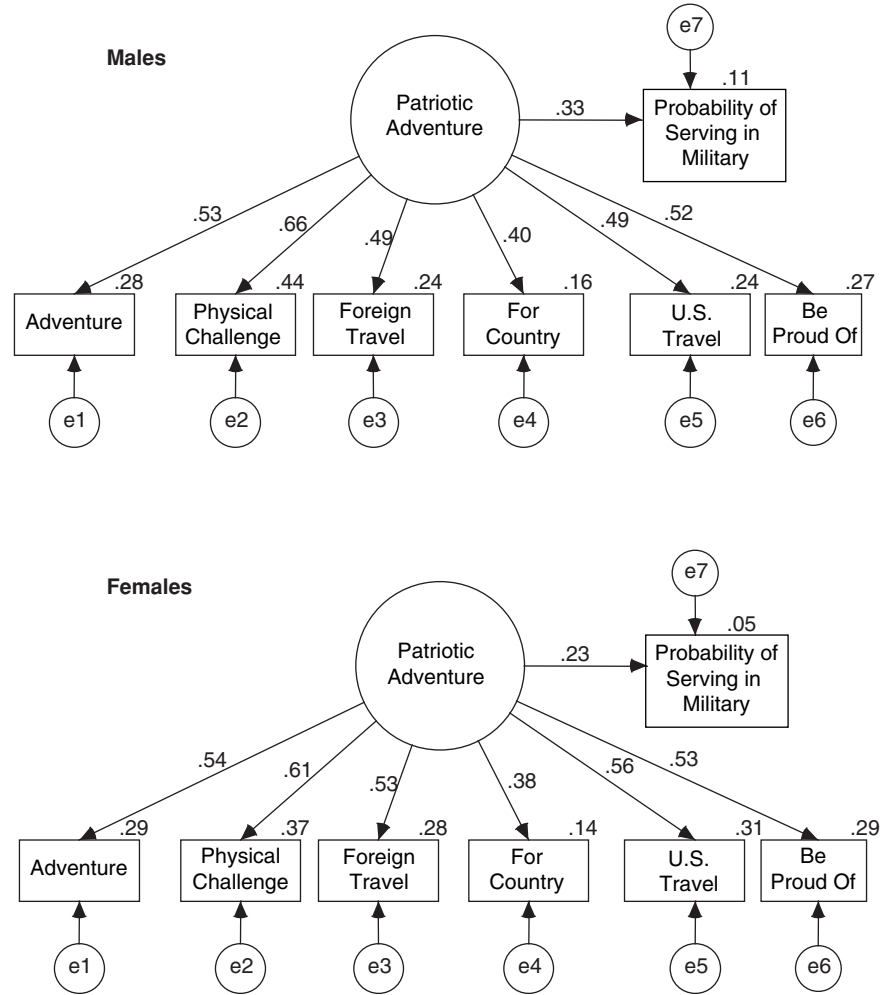 e7
Males
.11
Patriotic
Adventure
.33
Probability of
Serving in
Military
.53
.66
.49
.40
.49
.52
.28
.44
.24
.16
.24
.27
Adventure
Physical
Challenge
Foreign
Travel
For
Country
U.S.
Travel
Be
Proud Of
e1
e2
e3
e4
e5
e6
e7
Females
.05
Patriotic
Adventure
.23
Probability of
Serving in
Military
.54
.61
.53
.38
.56
.53
.29
.37
.28
.14
.31
.29
Adventure
Physical
Challenge
Foreign
Travel
For
Country
U.S.
Travel
Be
Proud Of
e1
e2
e3
e4
e5
e6